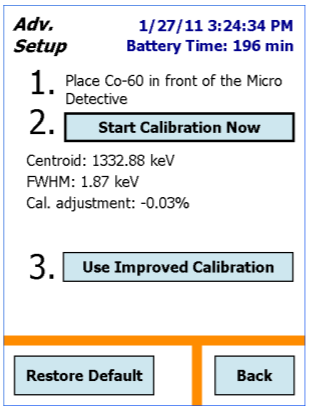 Adv. 1/27/11 3:24:34 PM
Setup Battery Time: 196 min
1. Place Co-60 in front of the Micro
Detective
2. Start Calibration Now
Centroid: 1332.88 keV
FWHM: 1.87 keV
Cal. adjustment: -0.03%
3. Use Improved Calibration
Restore Default Back